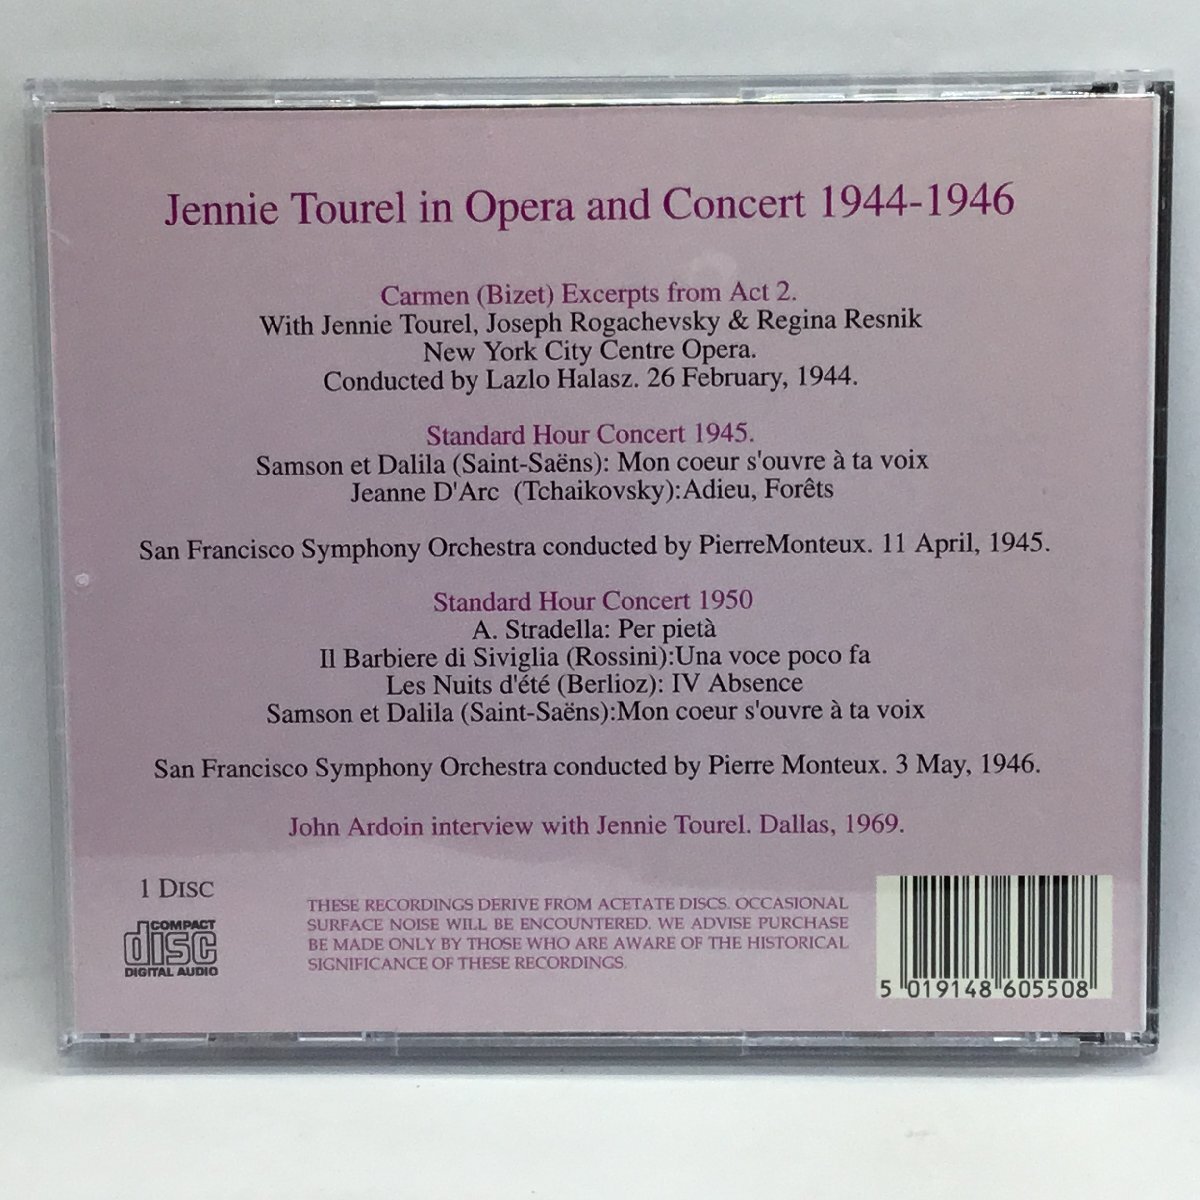 Jennie Tourel in Opera and Concert 1944-1946
Carmen (Bizet) Excerpts from Act 2.
With Jennie Tourel, Joseph Rogachevsky & Regina Resnik
New York City Centre Opera.
Conducted by Lazlo Halasz. 26 February, 1944.
Standard Hour Concert 1945.
Samson et Dalila (Saint-Saëns): Mon coeur s'ouvre à ta voix
Jeanne D'Arc (Tchaikovsky):Adieu, Forêts
San Francisco Symphony Orchestra conducted by PierreMonteux. 11 April, 1945.
Standard Hour Concert 1950
A. Stradella: Per pietà
Il Barbiere di Siviglia (Rossini):Una voce poco fa
Les Nuits d'été (Berlioz): IV Absence
Samson et Dalila (Saint-Saëns):Mon coeur s'ouvre à ta voix
San Francisco Symphony Orchestra conducted by Pierre Monteux. 3 May, 1946.
John Ardoin interview with Jennie Tourel. Dallas, 1969.
1 DISC
COMPACT
disc
DIGITAL AUDIO
THESE RECORDINGS DERIVE FROM ACETATE DISCS. OCCASIONAL
SURFACE NOISE WILL BE ENCOUNTERED. WE ADVISE PURCHASE
BE MADE ONLY BY THOSE WHO ARE AWARE OF THE HISTORICAL
SIGNIFICANCE OF THESE RECORDINGS.
5 019148 605508